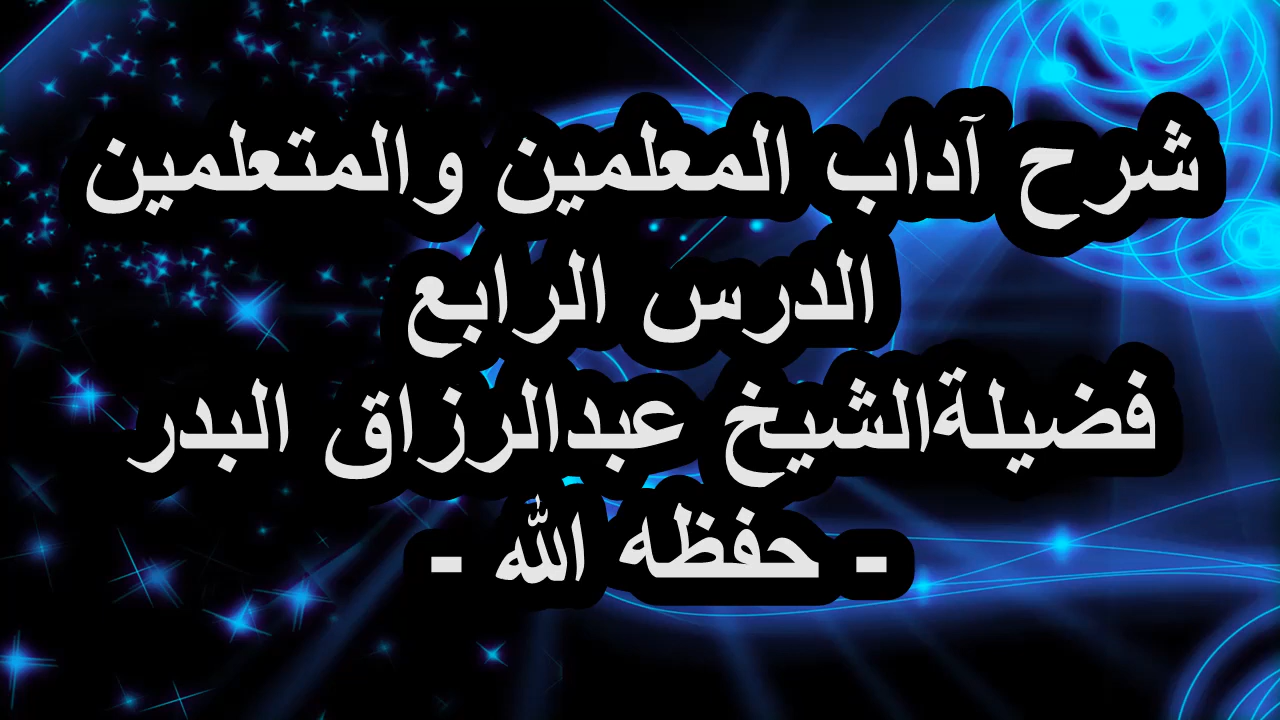 شرح آداب المعلمين والمتعلمين
الدرس الرابع
فضيلةالشيخ عبدالرزاق البدر
- حفظه الله -